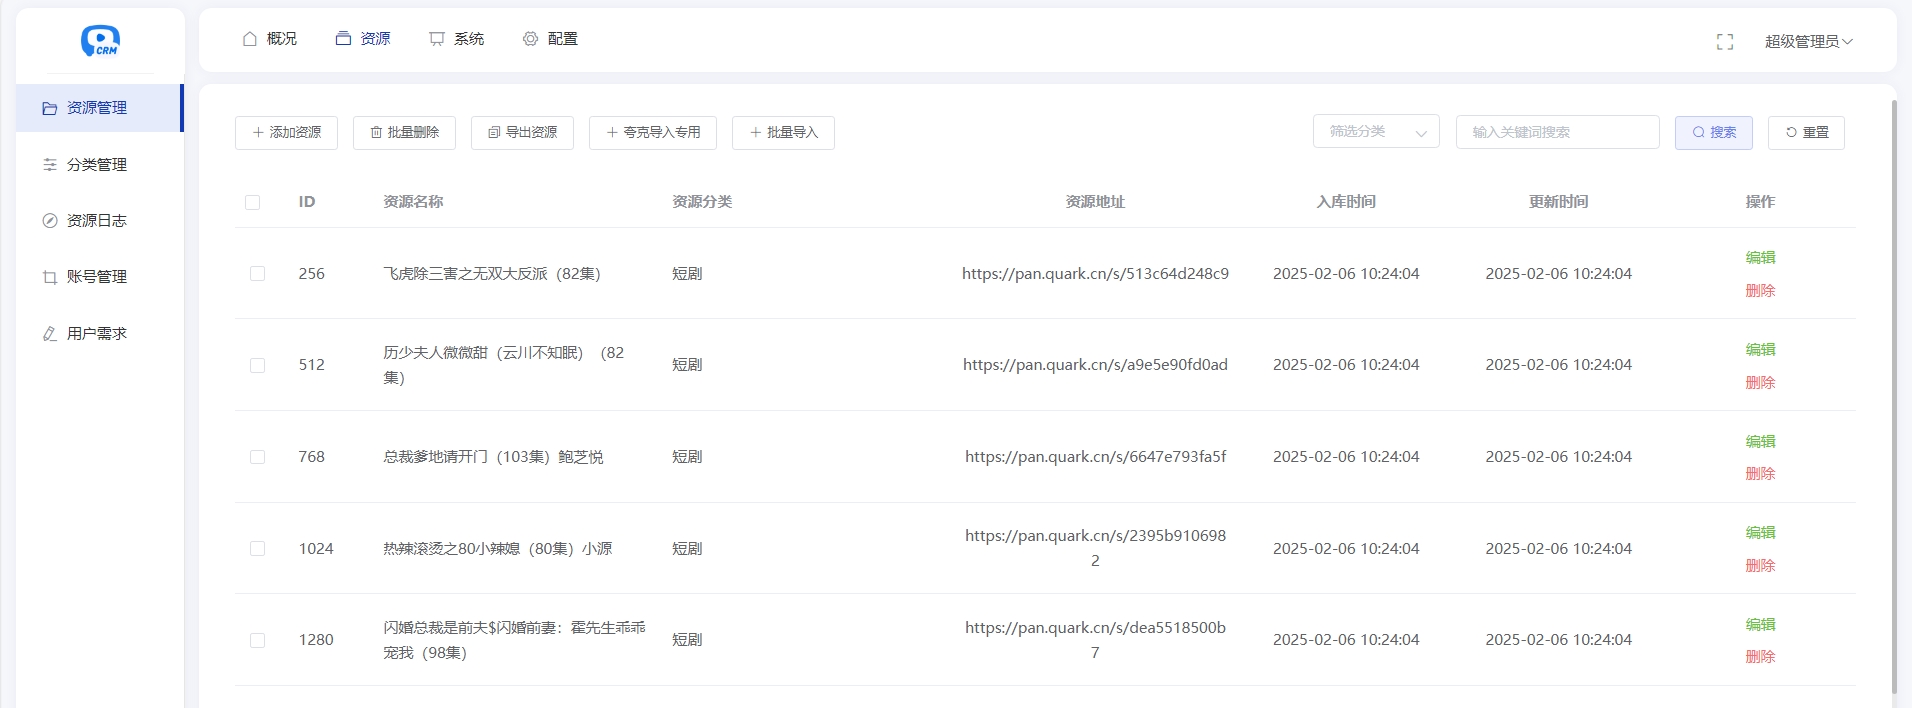 CRM
概况
资源
系统
配置
超级管理员
资源管理
分类管理
资源日志
账号管理
用户需求
添加资源
批量删除
导出资源
夸克导入专用
批量导入
筛选分类
输入关键词搜索
搜索
重置
ID 资源名称 资源分类 资源地址 入库时间 更新时间 操作
256 飞虎除三害之无双大反派（82集） 短剧 https://pan.quark.cn/s/513c64d248c9 2025-02-06 10:24:04 2025-02-06 10:24:04 编辑
删除
512 历少夫人微微甜（云川不知眠）（82
集） 短剧 https://pan.quark.cn/s/a9e5e90fd0ad 2025-02-06 10:24:04 2025-02-06 10:24:04 编辑
删除
768 总裁爹地请开门（103集）鲍芝悦 短剧 https://pan.quark.cn/s/6647e793fa5f 2025-02-06 10:24:04 2025-02-06 10:24:04 编辑
删除
1024 热辣滚烫之80小辣媳（80集）小源 短剧 https://pan.quark.cn/s/2395b910698
2 2025-02-06 10:24:04 2025-02-06 10:24:04 编辑
删除
1280 闪婚总裁是前夫$闪婚前妻：霍先生乖乖
宠我（98集） 短剧 https://pan.quark.cn/s/dea5518500b
7 2025-02-06 10:24:04 2025-02-06 10:24:04 编辑
删除